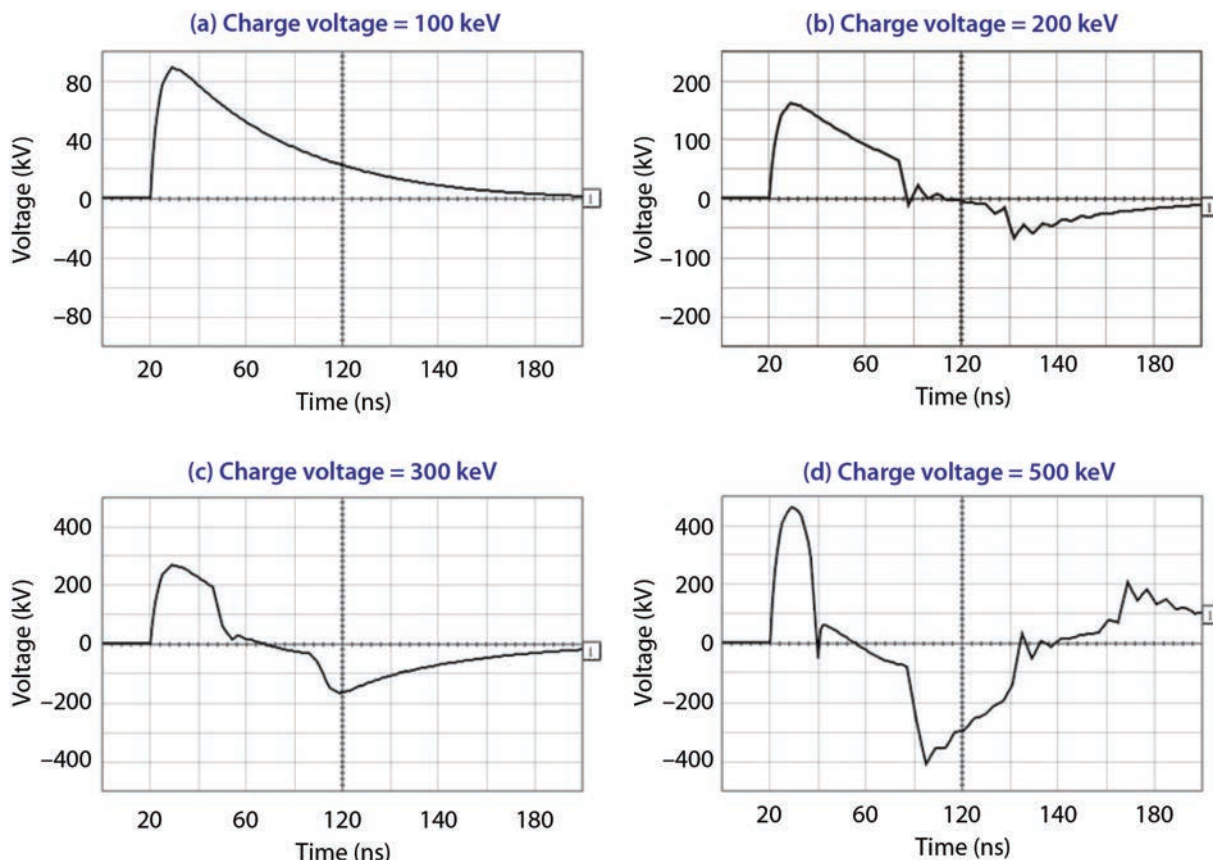 (a) Charge voltage = 100 keV
80
40
0
–40
–80
Voltage (kV)
20 60 120 140 180
Time (ns)
(b) Charge voltage = 200 keV
200
100
0
–100
–200
Voltage (kV)
20 60 120 140 180
Time (ns)
(c) Charge voltage = 300 keV
400
200
0
–200
–400
Voltage (kV)
20 60 120 140 180
Time (ns)
(d) Charge voltage = 500 keV
400
200
0
–200
–400
Voltage (kV)
20 60 120 140 180
Time (ns)